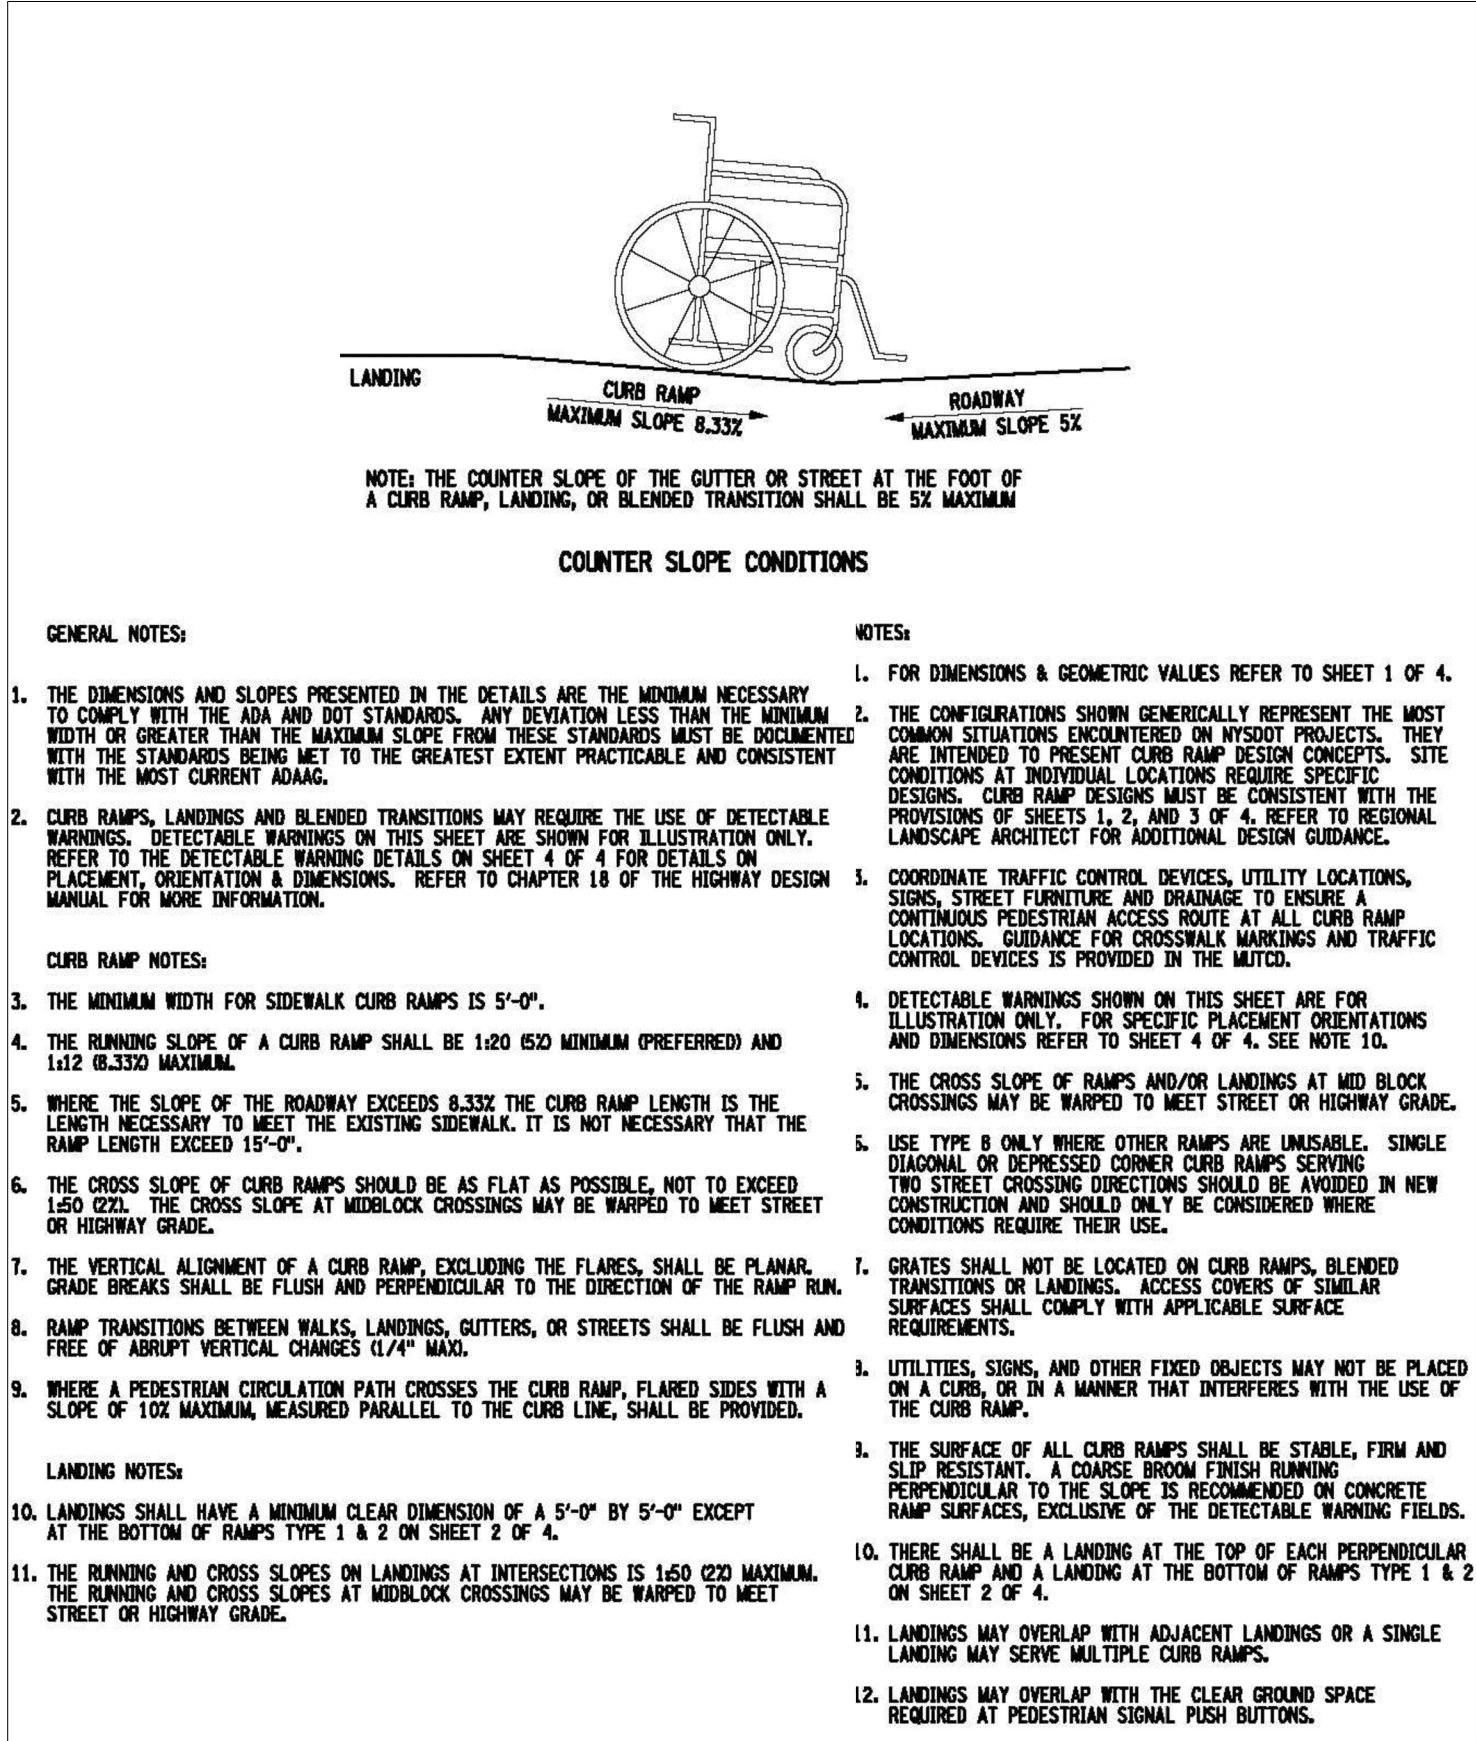 LANDING
CURB RAMP
MAXIMUM SLOPE 8.33%
ROADWAY
MAXIMUM SLOPE 5%
NOTE: THE COUNTER SLOPE OF THE GUTTER OR STREET AT THE FOOT OF
A CURB RAMP, LANDING, OR BLENDED TRANSITION SHALL BE 5% MAXIMUM
COUNTER SLOPE CONDITIONS
GENERAL NOTES:
1. THE DIMENSIONS AND SLOPES PRESENTED IN THE DETAILS ARE THE MINIMUM NECESSARY
TO COMPLY WITH THE ADA AND DOT STANDARDS. ANY DEVIATION LESS THAN THE MINIMUM
WIDTH OR GREATER THAN THE MAXIMUM SLOPE FROM THESE STANDARDS MUST BE DOCUMENTED
WITH THE STANDARDS BEING MET TO THE GREATEST EXTENT PRACTICABLE AND CONSISTENT
WITH THE MOST CURRENT ADAAG.
2. CURB RAMPS, LANDINGS AND BLENDED TRANSITIONS MAY REQUIRE THE USE OF DETECTABLE
WARNINGS. DETECTABLE WARNINGS ON THIS SHEET ARE SHOWN FOR ILLUSTRATION ONLY.
REFER TO THE DETECTABLE WARNING DETAILS ON SHEET 4 OF 4 FOR DETAILS ON
PLACEMENT, ORIENTATION & DIMENSIONS. REFER TO CHAPTER 18 OF THE HIGHWAY DESIGN
MANUAL FOR MORE INFORMATION.
CURB RAMP NOTES:
3. THE MINIMUM WIDTH FOR SIDEWALK CURB RAMPS IS 5'-0".
4. THE RUNNING SLOPE OF A CURB RAMP SHALL BE 1:20 (5%) MINIMUM (PREFERRED) AND
1:12 (8.33%) MAXIMUM.
5. WHERE THE SLOPE OF THE ROADWAY EXCEEDS 8.33% THE CURB RAMP LENGTH IS THE
LENGTH NECESSARY TO MEET THE EXISTING SIDEWALK. IT IS NOT NECESSARY THAT THE
RAMP LENGTH EXCEED 15'-0".
6. THE CROSS SLOPE OF CURB RAMPS SHOULD BE AS FLAT AS POSSIBLE, NOT TO EXCEED
1:50 (2%). THE CROSS SLOPE AT MIDBLOCK CROSSINGS MAY BE WARPED TO MEET STREET
OR HIGHWAY GRADE.
7. THE VERTICAL ALIGNMENT OF A CURB RAMP, EXCLUDING THE FLARES, SHALL BE PLANAR.
GRADE BREAKS SHALL BE FLUSH AND PERPENDICULAR TO THE DIRECTION OF THE RAMP RUN.
8. RAMP TRANSITIONS BETWEEN WALKS, LANDINGS, GUTTERS, OR STREETS SHALL BE FLUSH AND
FREE OF ABRUPT VERTICAL CHANGES (1/4" MAX).
9. WHERE A PEDESTRIAN CIRCULATION PATH CROSSES THE CURB RAMP, FLARED SIDES WITH A
SLOPE OF 10% MAXIMUM, MEASURED PARALLEL TO THE CURB LINE, SHALL BE PROVIDED.
LANDING NOTES:
10. LANDINGS SHALL HAVE A MINIMUM CLEAR DIMENSION OF A 5'-0" BY 5'-0" EXCEPT
AT THE BOTTOM OF RAMPS TYPE 1 & 2 ON SHEET 2 OF 4.
11. THE RUNNING AND CROSS SLOPES ON LANDINGS AT INTERSECTIONS IS 1:50 (2%) MAXIMUM.
THE RUNNING AND CROSS SLOPES AT MIDBLOCK CROSSINGS MAY BE WARPED TO MEET
STREET OR HIGHWAY GRADE.
NOTES:
1. FOR DIMENSIONS & GEOMETRIC VALUES REFER TO SHEET 1 OF 4.
2. THE CONFIGURATIONS SHOWN GENERICALLY REPRESENT THE MOST
COMMON SITUATIONS ENCOUNTERED ON NYSDOT PROJECTS. THEY
ARE INTENDED TO PRESENT CURB RAMP DESIGN CONCEPTS. SITE
CONDITIONS AT INDIVIDUAL LOCATIONS REQUIRE SPECIFIC
DESIGNS. CURB RAMP DESIGNS MUST BE CONSISTENT WITH THE
PROVISIONS OF SHEETS 1, 2, AND 3 OF 4. REFER TO REGIONAL
LANDSCAPE ARCHITECT FOR ADDITIONAL DESIGN GUIDANCE.
3. COORDINATE TRAFFIC CONTROL DEVICES, UTILITY LOCATIONS,
SIGNS, STREET FURNITURE AND DRAINAGE TO ENSURE A
CONTINUOUS PEDESTRIAN ACCESS ROUTE AT ALL CURB RAMP
LOCATIONS. GUIDANCE FOR CROSSWALK MARKINGS AND TRAFFIC
CONTROL DEVICES IS PROVIDED IN THE MUTCD.
4. DETECTABLE WARNINGS SHOWN ON THIS SHEET ARE FOR
ILLUSTRATION ONLY. FOR SPECIFIC PLACEMENT ORIENTATIONS
AND DIMENSIONS REFER TO SHEET 4 OF 4. SEE NOTE 10.
5. THE CROSS SLOPE OF RAMPS AND/OR LANDINGS AT MID BLOCK
CROSSINGS MAY BE WARPED TO MEET STREET OR HIGHWAY GRADE.
6. USE TYPE 8 ONLY WHERE OTHER RAMPS ARE UNUSABLE. SINGLE
DIAGONAL OR DEPRESSED CORNER CURB RAMPS SERVING
TWO STREET CROSSING DIRECTIONS SHOULD BE AVOIDED IN NEW
CONSTRUCTION AND SHOULD ONLY BE CONSIDERED WHERE
CONDITIONS REQUIRE THEIR USE.
7. GRATES SHALL NOT BE LOCATED ON CURB RAMPS, BLENDED
TRANSITIONS OR LANDINGS. ACCESS COVERS OF SIMILAR
SURFACES SHALL COMPLY WITH APPLICABLE SURFACE
REQUIREMENTS.
8. UTILITIES, SIGNS, AND OTHER FIXED OBJECTS MAY NOT BE PLACED
ON A CURB, OR IN A MANNER THAT INTERFERES WITH THE USE OF
THE CURB RAMP.
9. THE SURFACE OF ALL CURB RAMPS SHALL BE STABLE, FIRM AND
SLIP RESISTANT. A COARSE BROOM FINISH RUNNING
PERPENDICULAR TO THE SLOPE IS RECOMMENDED ON CONCRETE
RAMP SURFACES, EXCLUSIVE OF THE DETECTABLE WARNING FIELDS.
10. THERE SHALL BE A LANDING AT THE TOP OF EACH PERPENDICULAR
CURB RAMP AND A LANDING AT THE BOTTOM OF RAMPS TYPE 1 & 2
ON SHEET 2 OF 4.
11. LANDINGS MAY OVERLAP WITH ADJACENT LANDINGS OR A SINGLE
LANDING MAY SERVE MULTIPLE CURB RAMPS.
12. LANDINGS MAY OVERLAP WITH THE CLEAR GROUND SPACE
REQUIRED AT PEDESTRIAN SIGNAL PUSH BUTTONS.